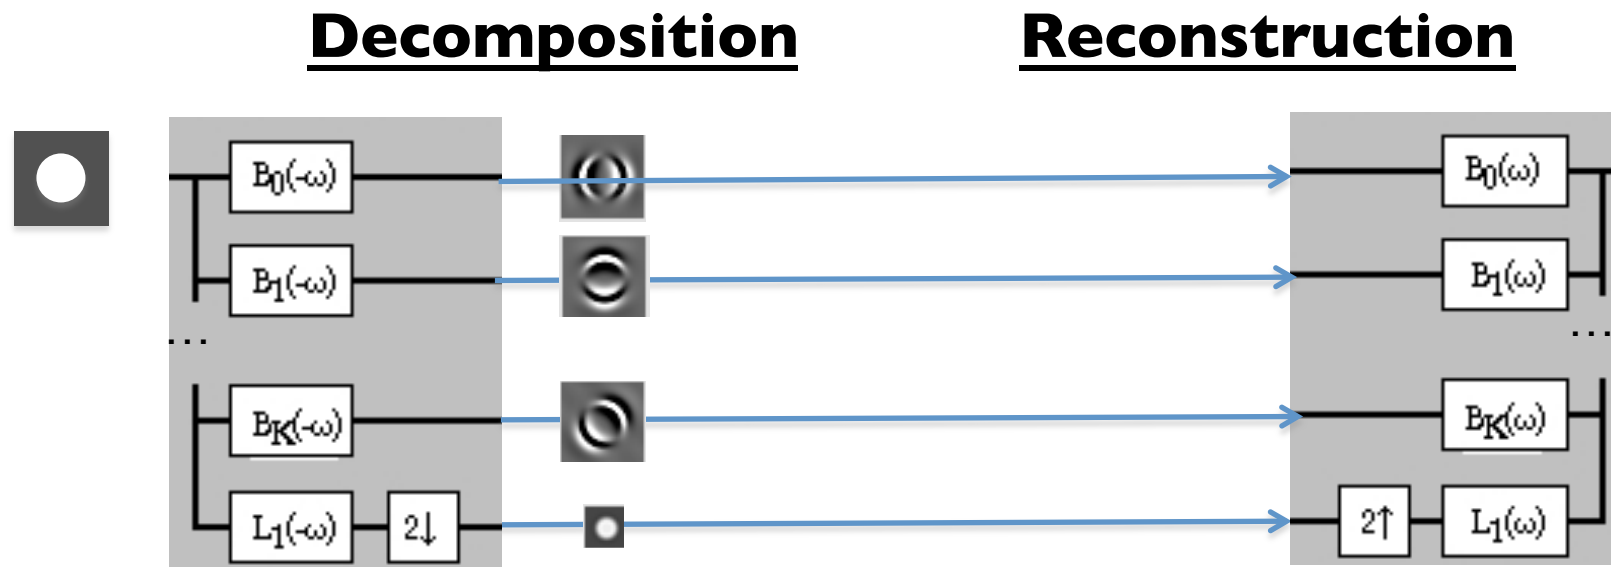 Decomposition
Reconstruction
B0(-ω)
B1(-ω)
...
BK(-ω)
L1(-ω)
2↓
B0(ω)
B1(ω)
...
BK(ω)
2↑
L1(ω)